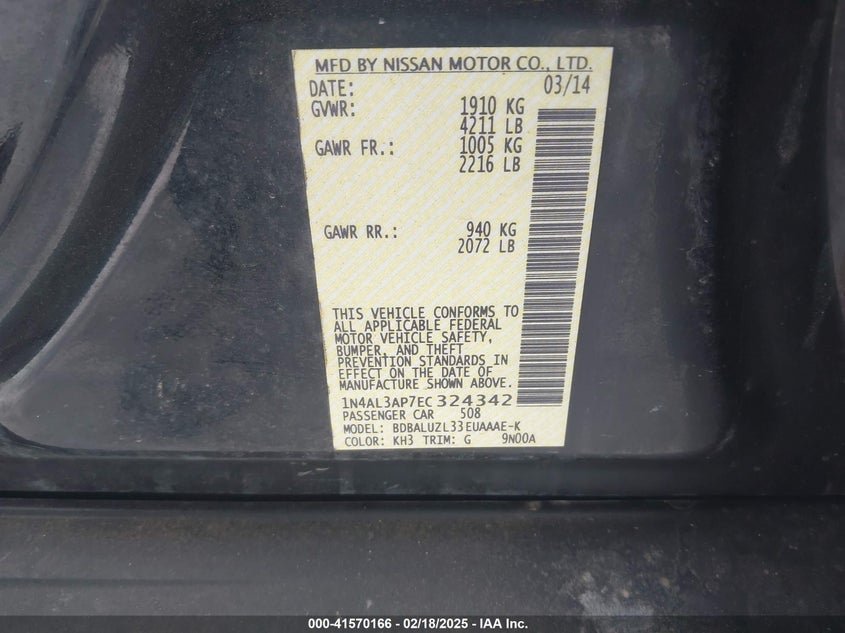 MFD BY NISSAN MOTOR CO., LTD.
DATE: 03/14
GVWR: 1910 KG
4211 LB
GAWR FR.: 1005 KG
2216 LB
GAWR RR.: 940 KG
2072 LB
THIS VEHICLE CONFORMS TO
ALL APPLICABLE FEDERAL
MOTOR VEHICLE SAFETY,
BUMPER, AND THEFT
PREVENTION STANDARDS IN
EFFECT ON THE DATE OF
MANUFACTURE SHOWN ABOVE.
1N4AL3AP7EC324342
PASSENGER CAR 508
MODEL: BDBALUZL33EUAAAE-K
COLOR: KH3 TRIM: G 9N00A
000-41570166 - 02/18/2025 - IAA Inc.